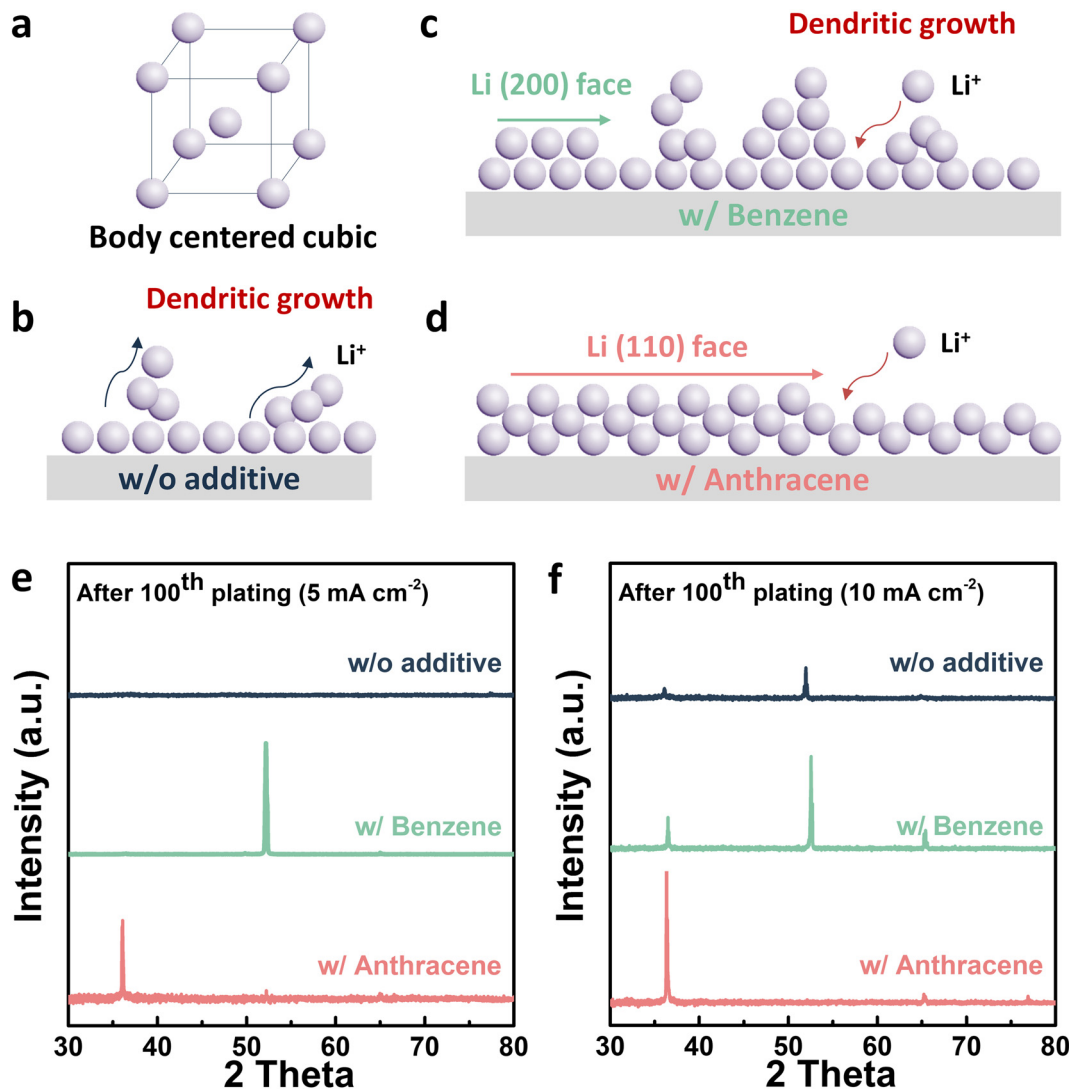 a
Body centered cubic
b
Dendritic growth
Li⁺
w/o additive
c
Dendritic growth
Li (200) face
Li⁺
w/ Benzene
d
Li (110) face
Li⁺
w/ Anthracene
e
After 100th plating (5 mA cm⁻²)
w/o additive
w/ Benzene
w/ Anthracene
Intensity (a.u.)
30 40 50 60 70 80
2 Theta
f
After 100th plating (10 mA cm⁻²)
w/o additive
w/ Benzene
w/ Anthracene
Intensity (a.u.)
30 40 50 60 70 80
2 Theta